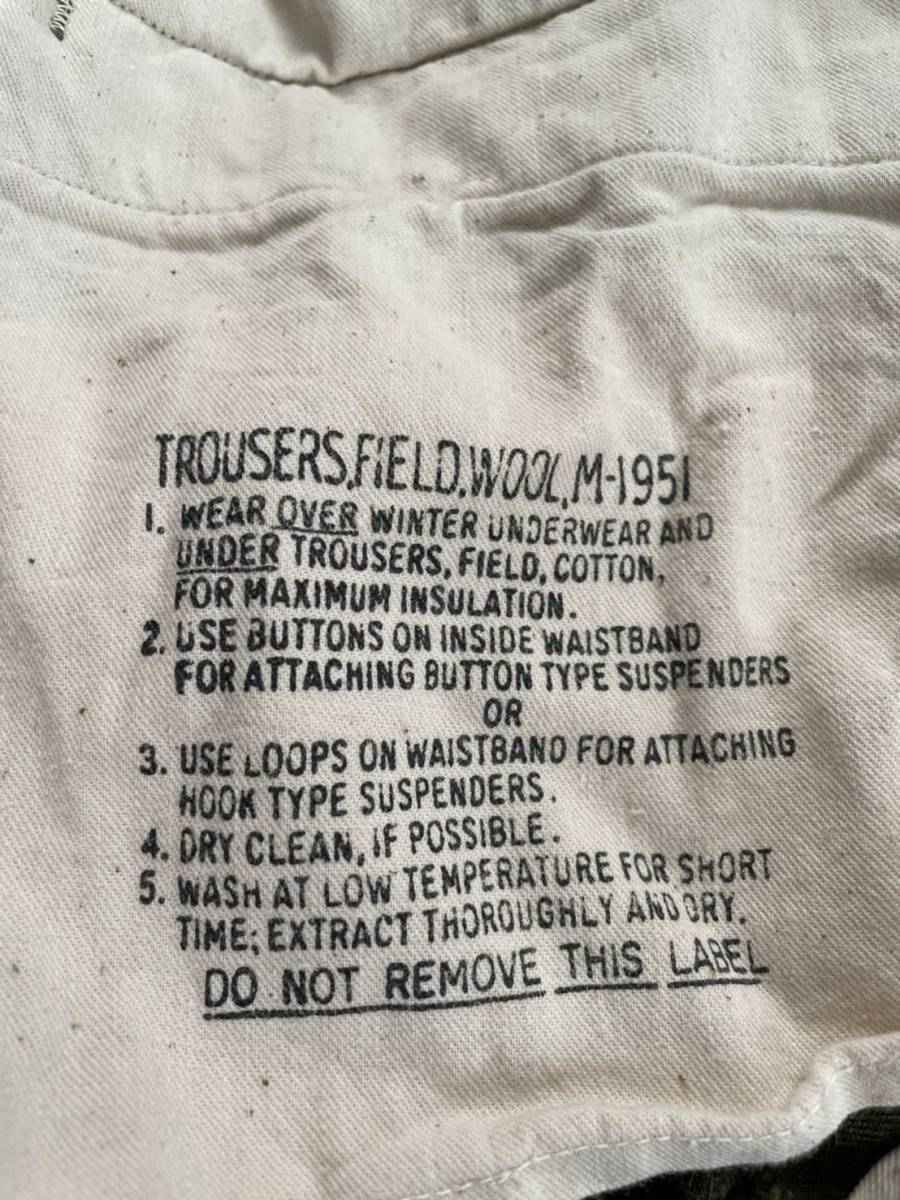 TROUSERS,FIELD,WOOL,M-1951
1. WEAR OVER WINTER UNDERWEAR AND
UNDER TROUSERS, FIELD, COTTON,
FOR MAXIMUM INSULATION.
2. USE BUTTONS ON INSIDE WAISTBAND
FOR ATTACHING BUTTON TYPE SUSPENDERS
OR
3. USE LOOPS ON WAISTBAND FOR ATTACHING
HOOK TYPE SUSPENDERS.
4. DRY CLEAN, IF POSSIBLE.
5. WASH AT LOW TEMPERATURE FOR SHORT
TIME; EXTRACT THOROUGHLY AND DRY.
DO NOT REMOVE THIS LABEL